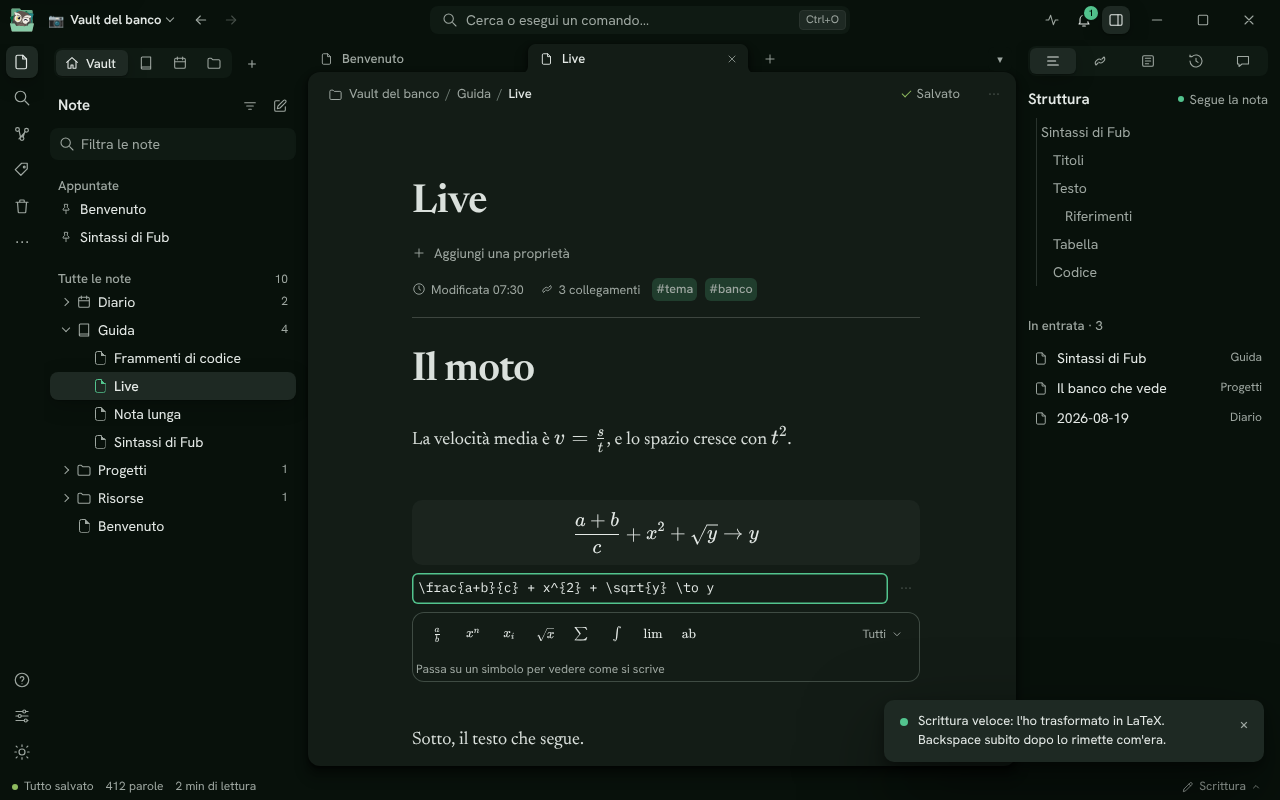 Vault del banco
Cerca o esegui un comando...
Ctrl+O
1
Vault
Benvenuto
Live
Note
Filtra le note
Appuntate
Benvenuto
Sintassi di Fub
Tutte le note 10
Diario 2
Guida 4
Frammenti di codice
Live
Nota lunga
Sintassi di Fub
Progetti 1
Risorse 1
Benvenuto
Vault del banco / Guida / Live
Salvato
Live
Aggiungi una proprietà
Modificata 07:30 3 collegamenti #tema #banco
Il moto
La velocità media è v = s/t, e lo spazio cresce con t².
(a + b)/c + x² + √y → y
\frac{a+b}{c} + x^{2} + \sqrt{y} \to y
a/b xⁿ xᵢ √x ∑ ∫ lim ab Tutti
Passa su un simbolo per vedere come si scrive
Sotto, il testo che segue.
Struttura Segue la nota
Sintassi di Fub
Titoli
Testo
Riferimenti
Tabella
Codice
In entrata · 3
Sintassi di Fub Guida
Il banco che vede Progetti
2026-08-19 Diario
Scrittura veloce: l'ho trasformato in LaTeX.
Backspace subito dopo lo rimette com'era.
Tutto salvato 412 parole 2 min di lettura
Scrittura